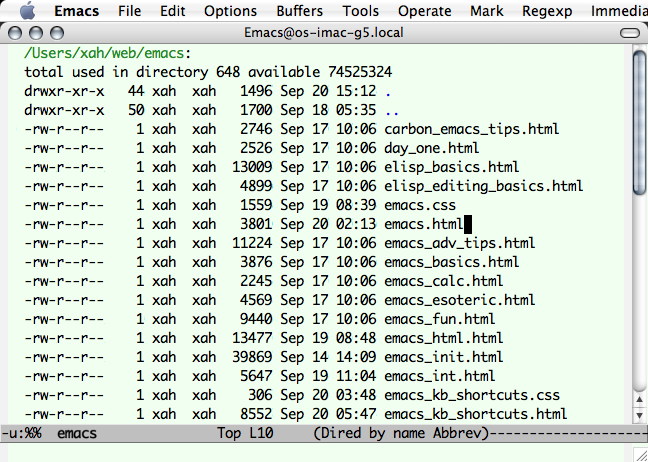 Emacs File Edit Options Buffers Tools Operate Mark Regexp Immedia
Emacs@os-imac-g5.local
/Users/xah/web/emacs:
total used in directory 648 available 74525324
drwxr-xr-x 44 xah xah 1496 Sep 20 15:12 .
drwxr-xr-x 50 xah xah 1700 Sep 18 05:35 ..
-rw-r--r-- 1 xah xah 2746 Sep 17 10:06 carbon_emacs_tips.html
-rw-r--r-- 1 xah xah 2526 Sep 17 10:06 day_one.html
-rw-r--r-- 1 xah xah 13009 Sep 17 10:06 elisp_basics.html
-rw-r--r-- 1 xah xah 4899 Sep 17 10:06 elisp_editing_basics.html
-rw-r--r-- 1 xah xah 1559 Sep 19 08:39 emacs.css
-rw-r--r-- 1 xah xah 3801 Sep 20 02:13 emacs.html
-rw-r--r-- 1 xah xah 11224 Sep 17 10:06 emacs_adv_tips.html
-rw-r--r-- 1 xah xah 3876 Sep 17 10:06 emacs_basics.html
-rw-r--r-- 1 xah xah 2245 Sep 17 10:06 emacs_calc.html
-rw-r--r-- 1 xah xah 4569 Sep 17 10:06 emacs_esoteric.html
-rw-r--r-- 1 xah xah 9440 Sep 17 10:06 emacs_fun.html
-rw-r--r-- 1 xah xah 13477 Sep 19 08:48 emacs_html.html
-rw-r--r-- 1 xah xah 39869 Sep 14 14:09 emacs_init.html
-rw-r--r-- 1 xah xah 5647 Sep 19 11:04 emacs_int.html
-rw-r--r-- 1 xah xah 306 Sep 20 03:48 emacs_kb_shortcuts.css
-rw-r--r-- 1 xah xah 8552 Sep 20 05:47 emacs_kb_shortcuts.html
-u:%% emacs Top L10 (Dired by name Abbrev)--------------------